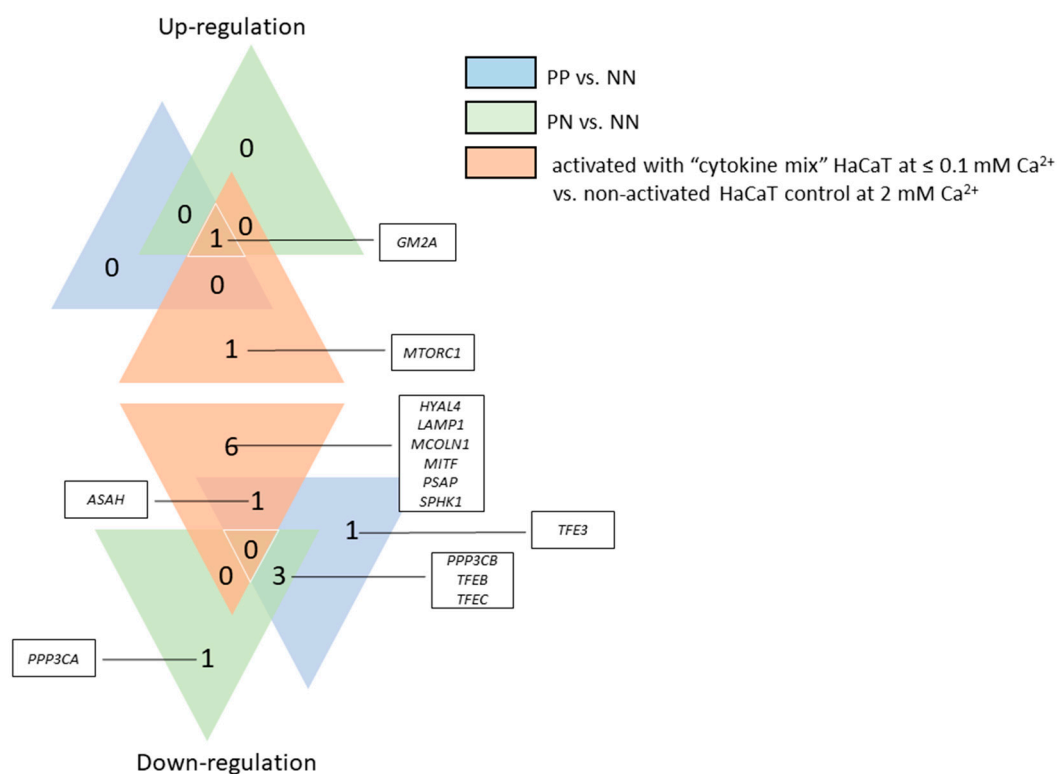 Up-regulation
PP vs. NN
PN vs. NN
activated with “cytokine mix” HaCaT at ≤ 0.1 mM Ca²⁺
vs. non-activated HaCaT control at 2 mM Ca²⁺
0
0
0
1
GM2A
0
0
1
MTORC1
HYAL4
LAMP1
MCOLN1
MITF
PSAP
SPHK1
6
ASAH
1
1
TFE3
0
0
3
PPP3CB
TFEB
TFEC
PPP3CA
1
Down-regulation